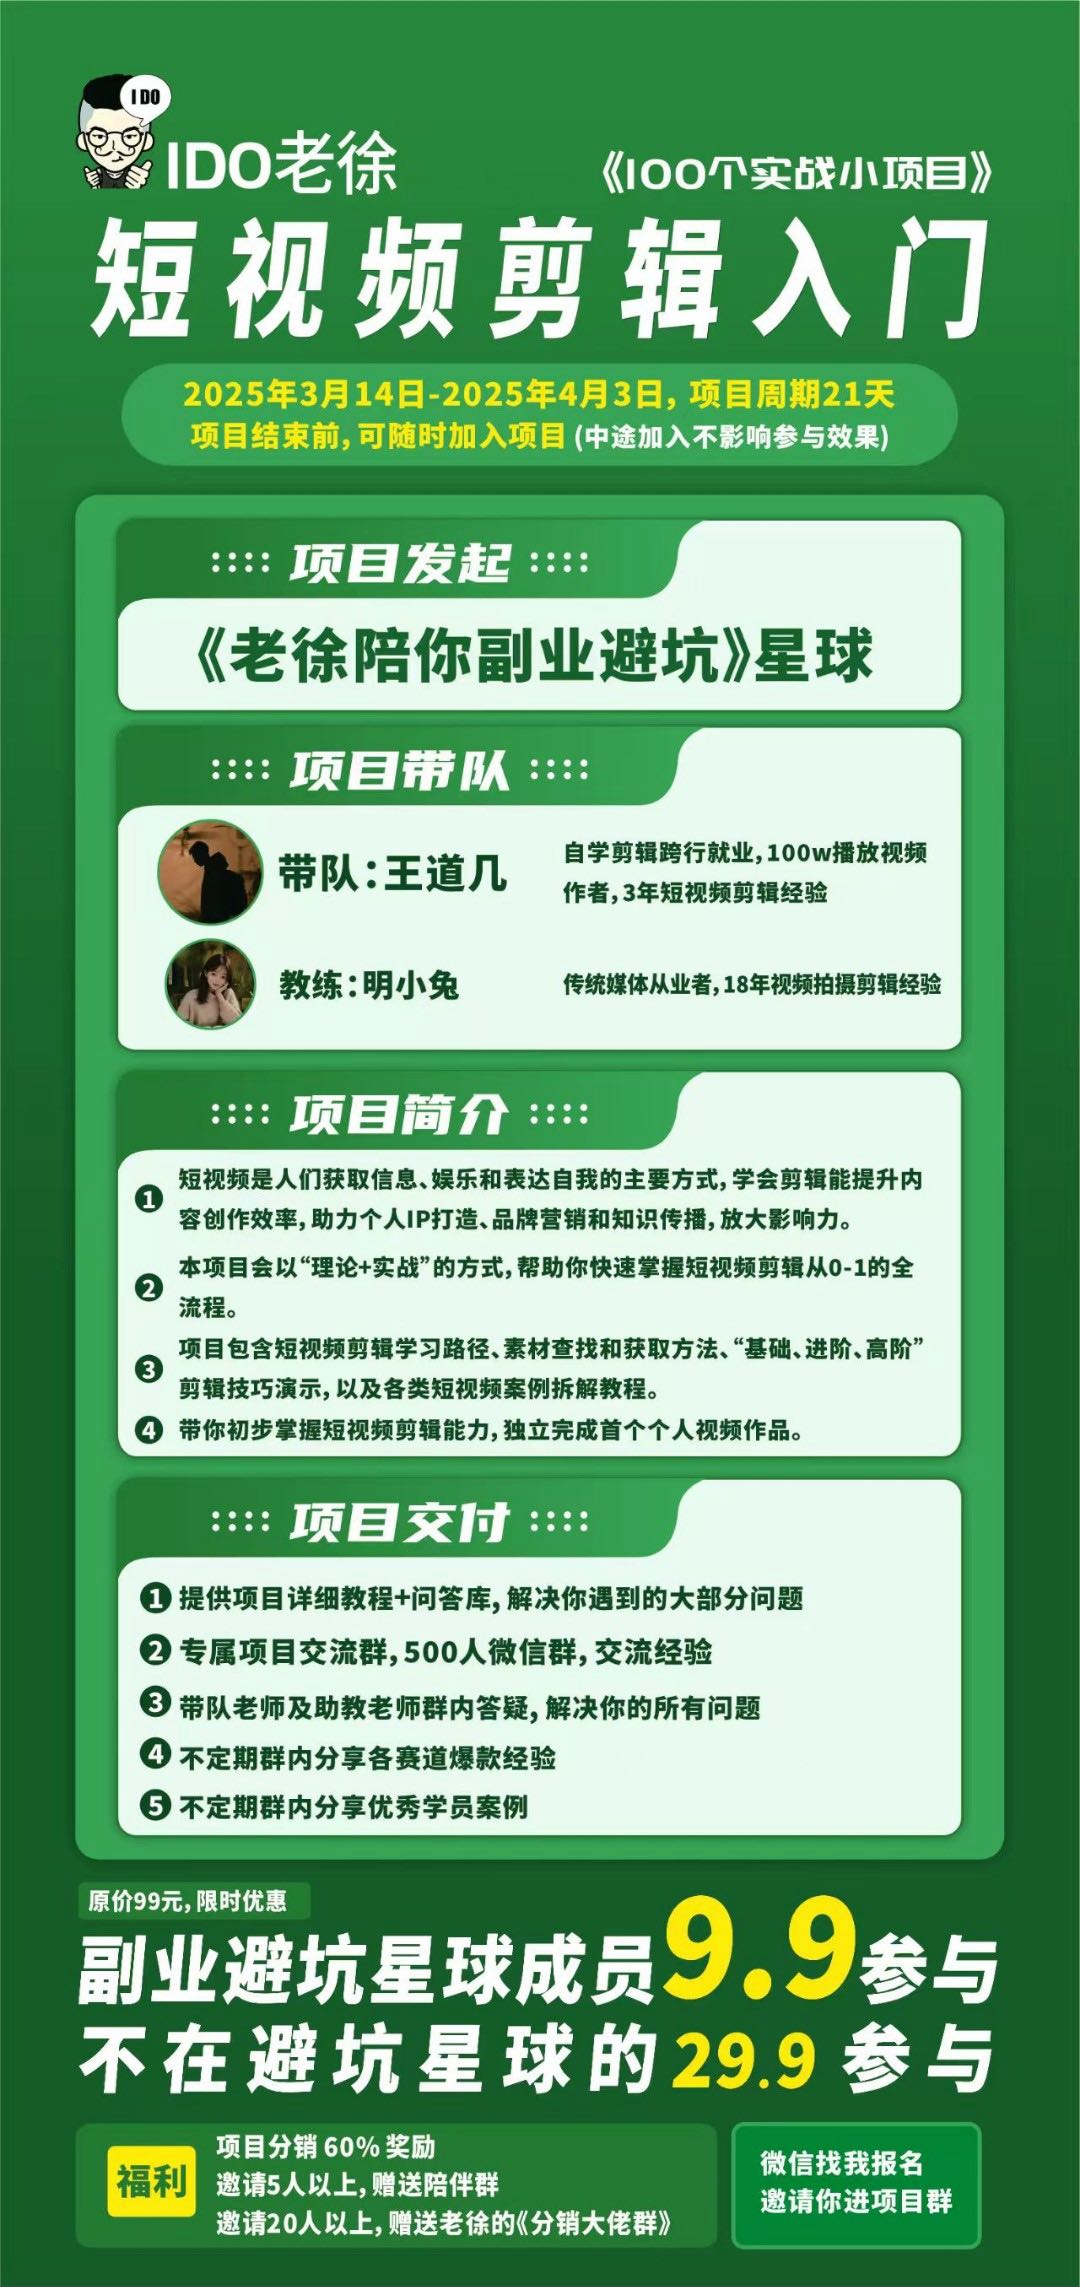 I DO
IDO老徐
《100个实战小项目》
短视频剪辑入门
2025年3月14日-2025年4月3日，项目周期21天
项目结束前，可随时加入项目 (中途加入不影响参与效果)
项目发起
《老徐陪你副业避坑》星球
项目带队
带队：王道几
自学剪辑跨行就业，100w播放视频
作者，3年短视频剪辑经验
教练：明小兔
传统媒体从业者，18年视频拍摄剪辑经验
项目简介
1 短视频是人们获取信息、娱乐和表达自我的主要方式，学会剪辑能提升内
容创作效率，助力个人IP打造、品牌营销和知识传播，放大影响力。
2 本项目会以“理论+实战”的方式，帮助你快速掌握短视频剪辑从0-1的全
流程。
3 项目包含短视频剪辑学习路径、素材查找和获取方法、“基础、进阶、高阶”
剪辑技巧演示，以及各类短视频案例拆解教程。
4 带你初步掌握短视频剪辑能力，独立完成首个个人视频作品。
项目交付
1 提供项目详细教程+问答库，解决你遇到的大部分问题
2 专属项目交流群，500人微信群，交流经验
3 带队老师及助教老师群内答疑，解决你的所有问题
4 不定期群内分享各赛道爆款经验
5 不定期群内分享优秀学员案例
原价99元，限时优惠
副业避坑星球成员9.9参与
不在避坑星球的29.9参与
福利
项目分销 60% 奖励
邀请5人以上，赠送陪伴群
邀请20人以上，赠送老徐的《分销大佬群》
微信找我报名
邀请你进项目群